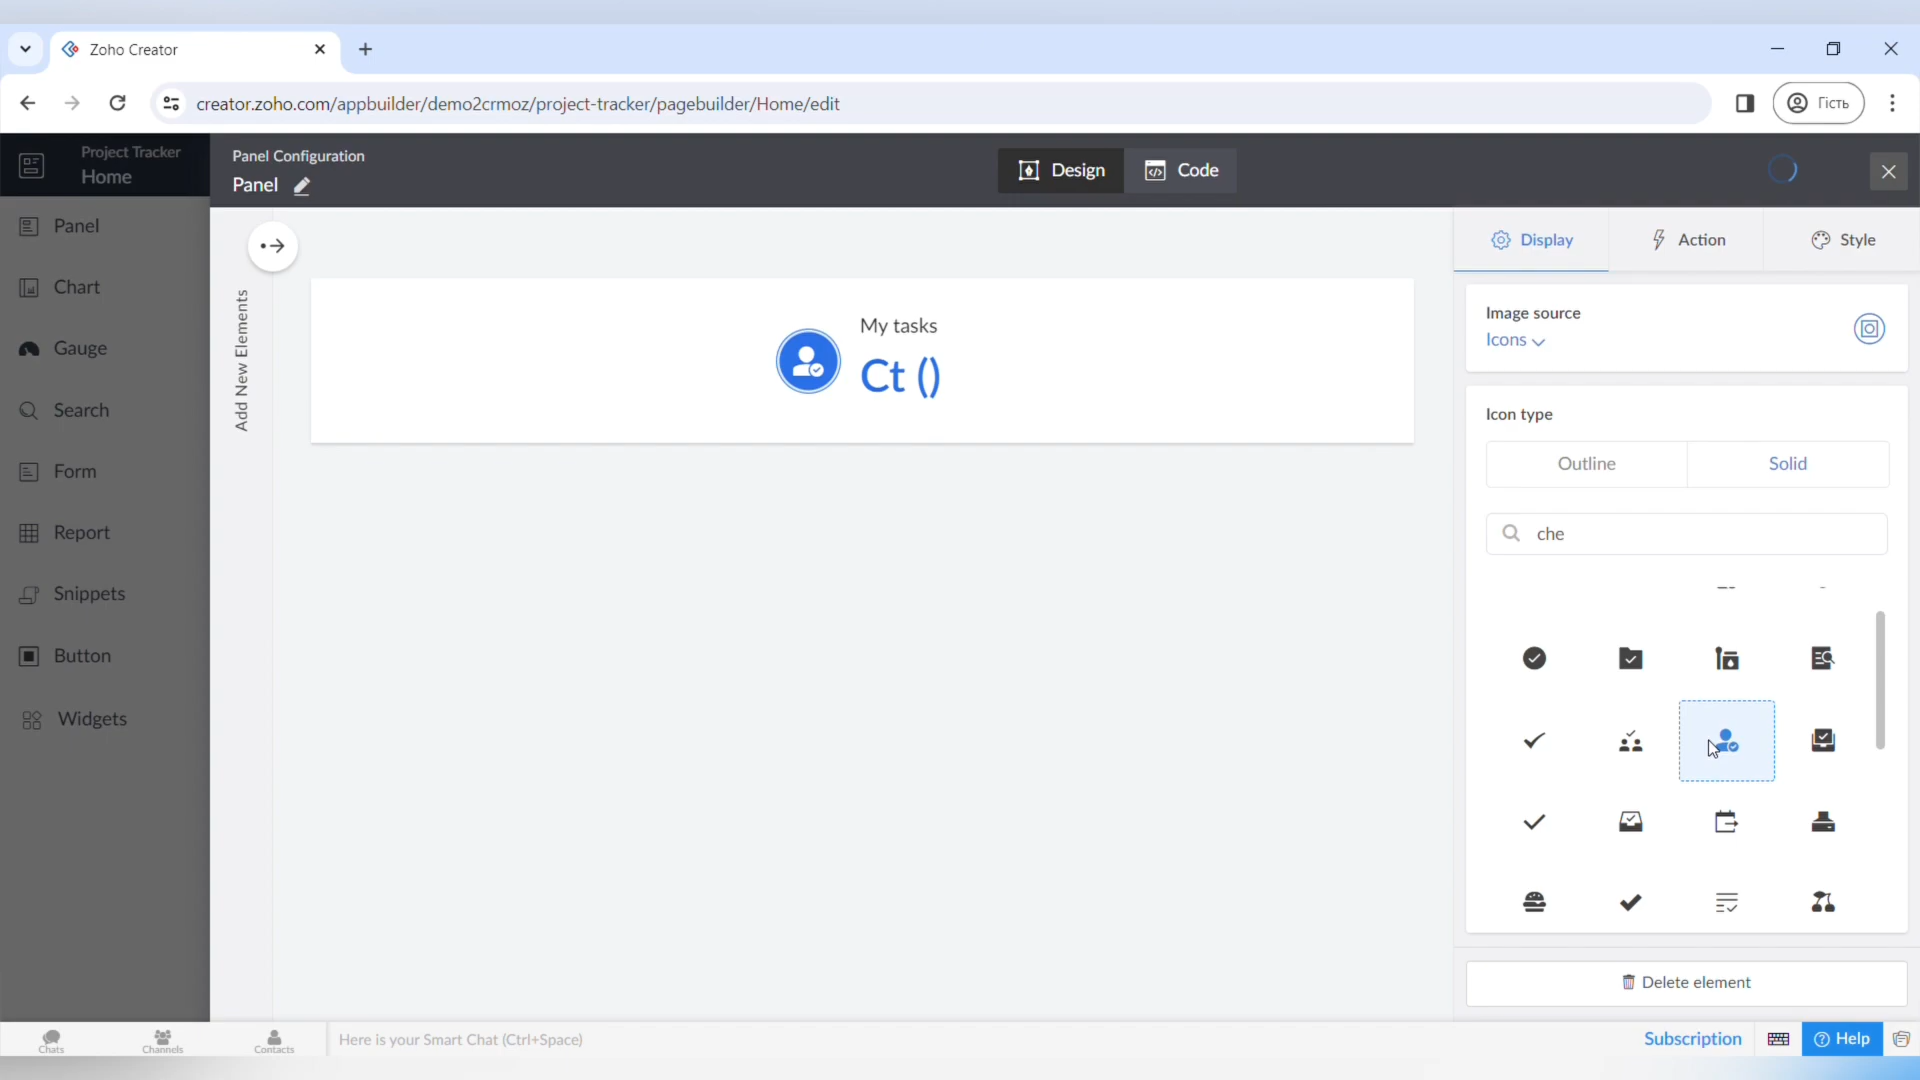 Zoho Creator
creator.zoho.com/appbuilder/demo2crmoz/project-tracker/pagebuilder/Home/edit
Гість
Project Tracker
Home
Panel Configuration
Panel
Design
Code
Panel
Chart
Gauge
Search
Form
Report
Snippets
Button
Widgets
Add New Elements
My tasks
Ct ()
Display
Action
Style
Image source
Icons
Icon type
Outline
Solid
che
Delete element
Chats
Channels
Contacts
Here is your Smart Chat (Ctrl+Space)
Subscription
Help